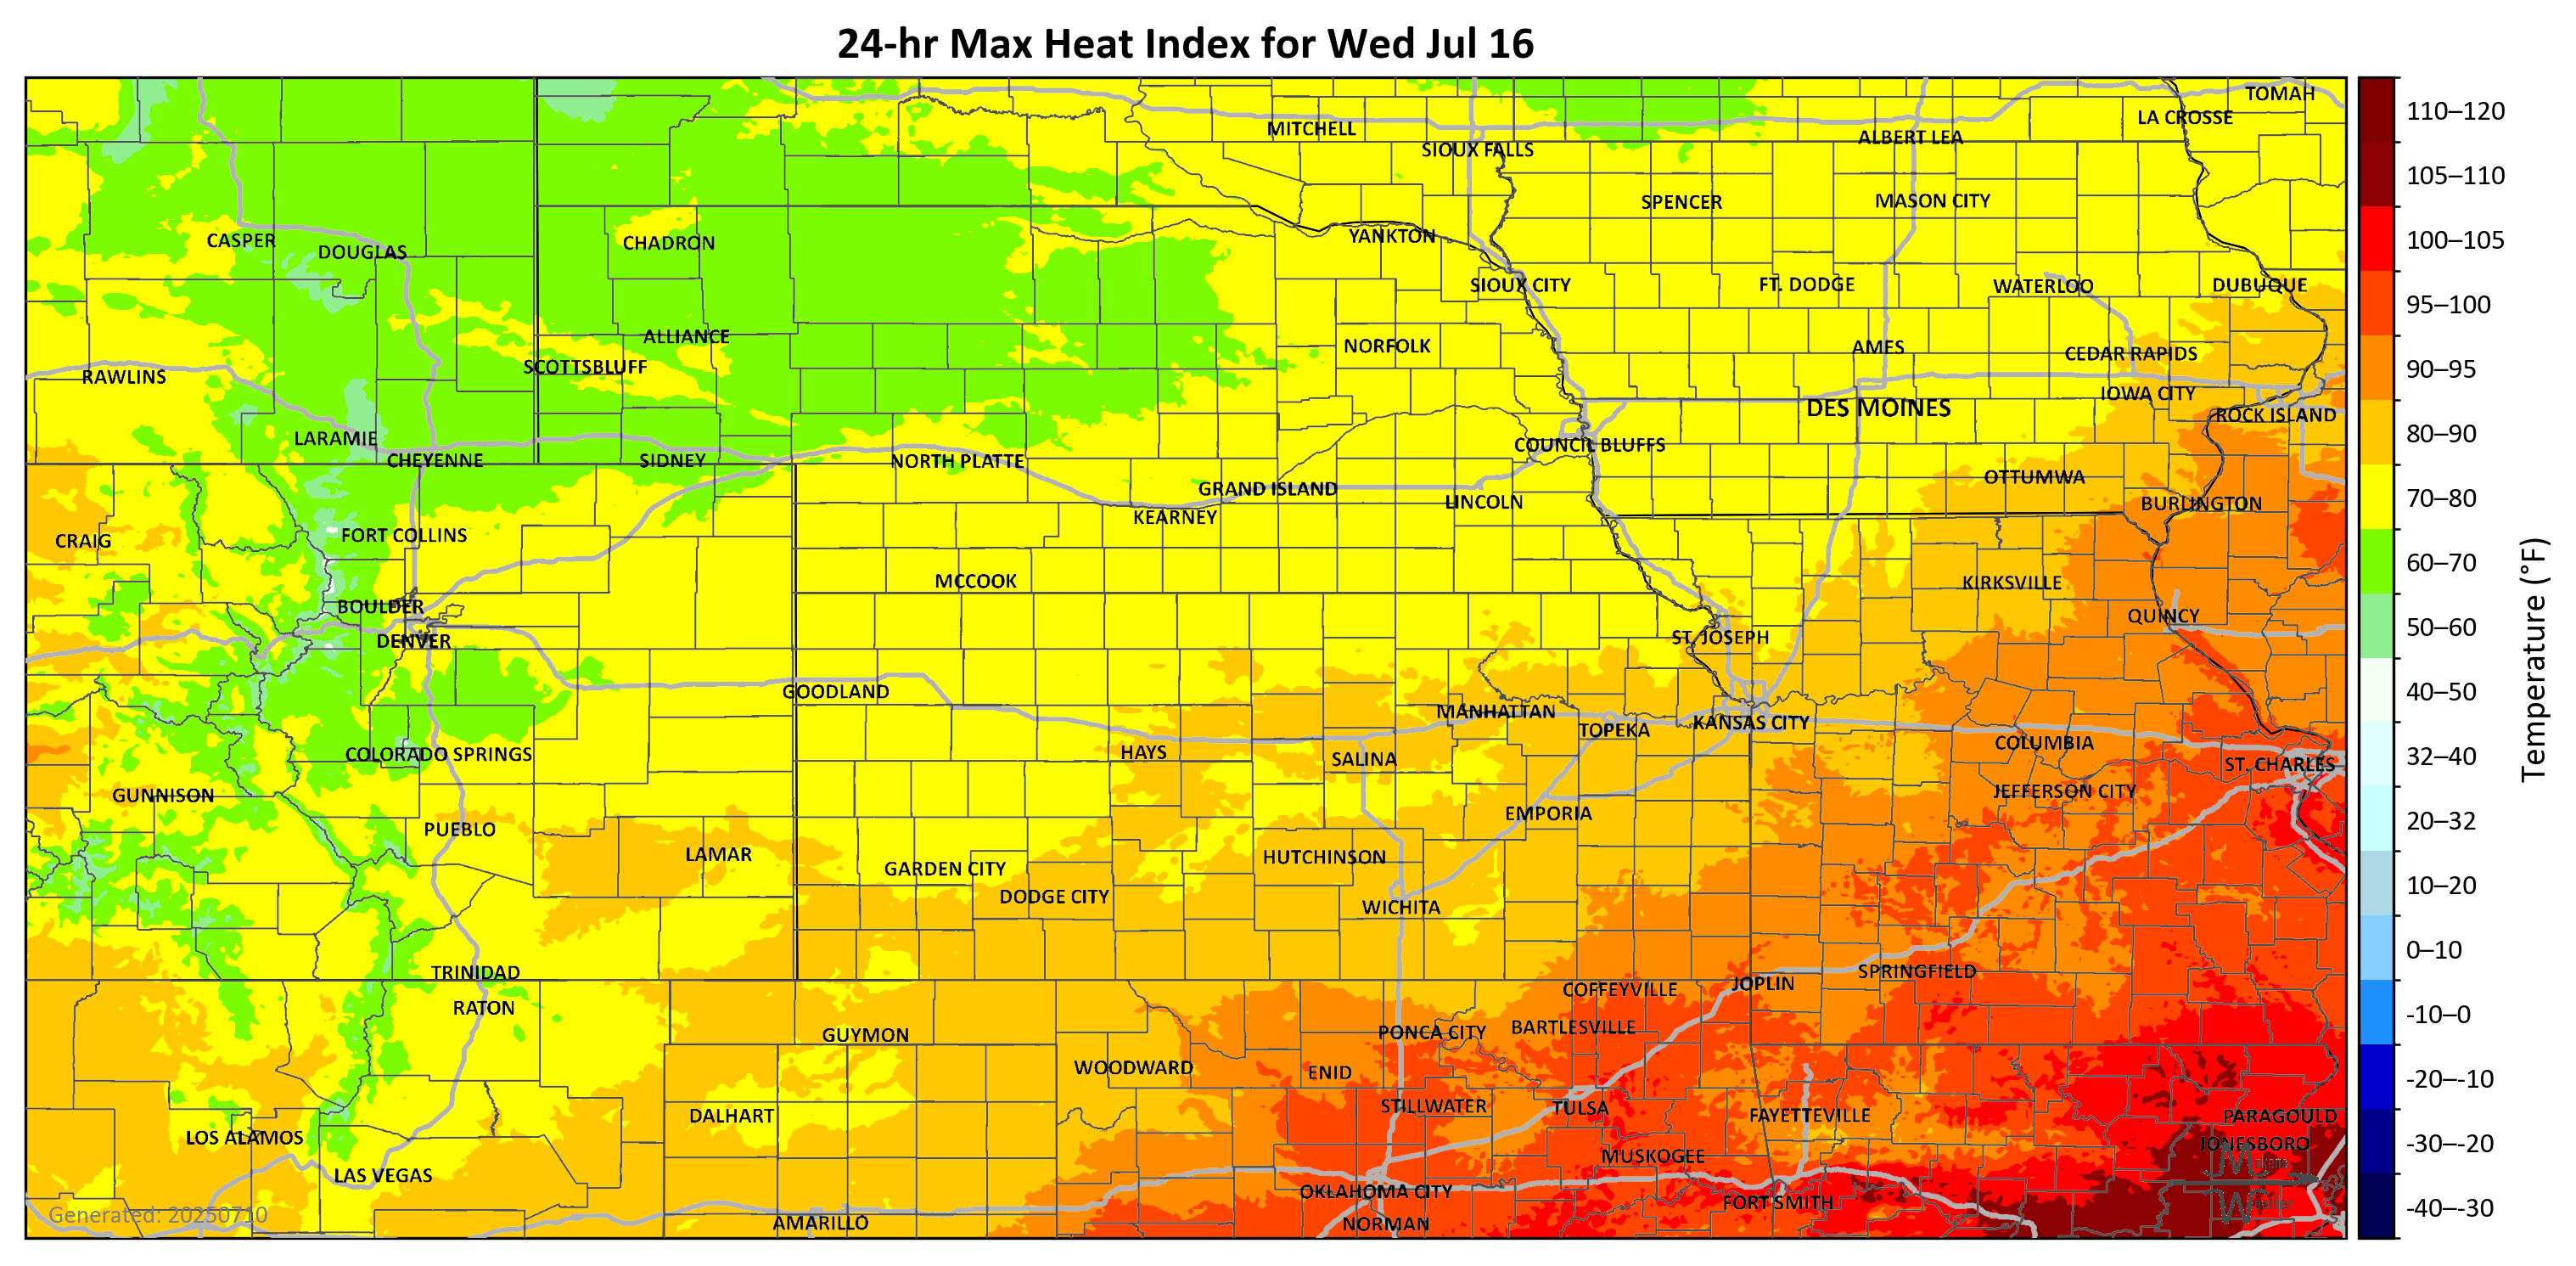 24-hr Max Heat Index for Wed Jul 16
TOMAH
LA CROSSE
MITCHELL
ALBERT LEA
SIOUX FALLS
SPENCER
MASON CITY
CASPER
DOUGLAS
CHADRON
YANKTON
SIOUX CITY
FT. DODGE
WATERLOO
DUBUQUE
ALLIANCE
NORFOLK
AMES
CEDAR RAPIDS
SCOTTSBLUFF
RAWLINS
IOWA CITY
DES MOINES
ROCK ISLAND
LARAMIE
COUNCIL BLUFFS
CHEYENNE
SIDNEY
NORTH PLATTE
OTTUMWA
GRAND ISLAND
LINCOLN
BURLINGTON
KEARNEY
FORT COLLINS
CRAIG
MCCOOK
KIRKSVILLE
BOULDER
QUINCY
DENVER
ST. JOSEPH
GOODLAND
MANHATTAN
TOPEKA
KANSAS CITY
COLUMBIA
COLORADO SPRINGS
HAYS
SALINA
ST. CHARLES
GUNNISON
JEFFERSON CITY
EMPORIA
PUEBLO
LAMAR
HUTCHINSON
GARDEN CITY
DODGE CITY
WICHITA
TRINIDAD
SPRINGFIELD
JOPLIN
COFFEYVILLE
RATON
BARTLESVILLE
PONCA CITY
GUYMON
WOODWARD
ENID
STILLWATER
TULSA
DALHART
FAYETTEVILLE
PARAGOULD
LOS ALAMOS
JONESBORO
MUSKOGEE
LAS VEGAS
OKLAHOMA CITY
FORT SMITH
Generated: 20250710
AMARILLO
NORMAN
110–120
105–110
100–105
95–100
90–95
80–90
70–80
60–70
50–60
40–50
32–40
20–32
10–20
0–10
-10–0
-20–-10
-30–-20
-40–-30
Temperature (°F)